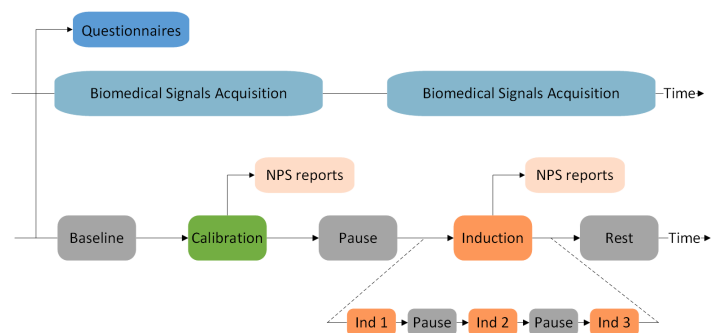 Questionnaires
Biomedical Signals Acquisition
Biomedical Signals Acquisition
Time
NPS reports
NPS reports
Baseline
Calibration
Pause
Induction
Rest
Time
Ind 1
Pause
Ind 2
Pause
Ind 3